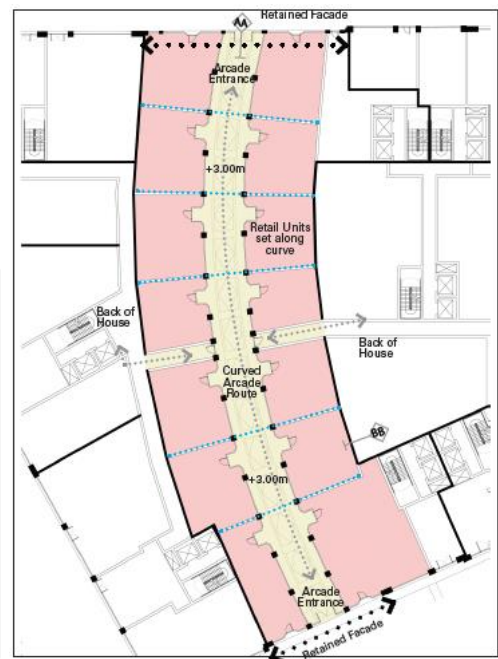 AA
Retained Facade
Arcade
Entrance
+3.00m
Retail Units
set along
curve
Back of
House
Back of
House
Curved
Arcade
Route
BB
+3.00m
Arcade
Entrance
Retained Facade